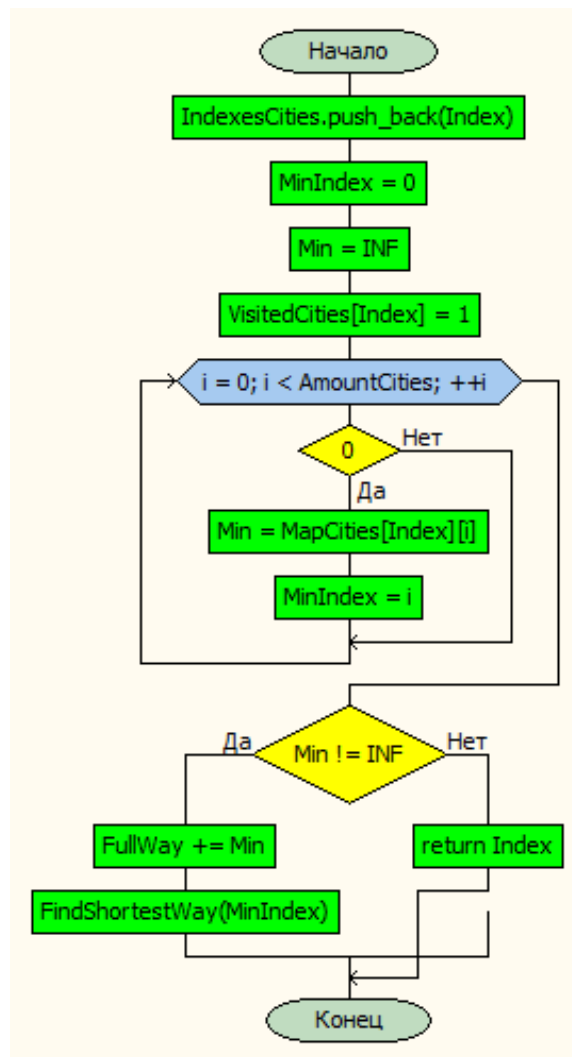 Начало
IndexesCities.push_back(Index)
MinIndex = 0
Min = INF
VisitedCities[Index] = 1
i = 0; i < AmountCities; ++i
0
Нет
Да
Min = MapCities[Index][i]
MinIndex = i
Да
Min != INF
Нет
FullWay += Min
return Index
FindShortestWay(MinIndex)
Конец